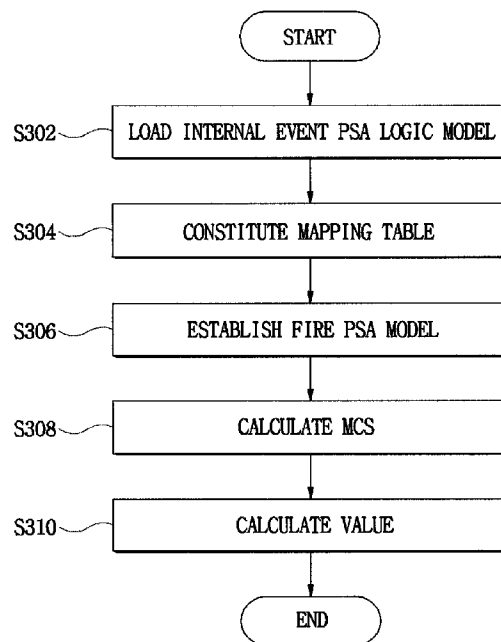 START
S302 LOAD INTERNAL EVENT PSA LOGIC MODEL
S304 CONSTITUTE MAPPING TABLE
S306 ESTABLISH FIRE PSA MODEL
S308 CALCULATE MCS
S310 CALCULATE VALUE
END